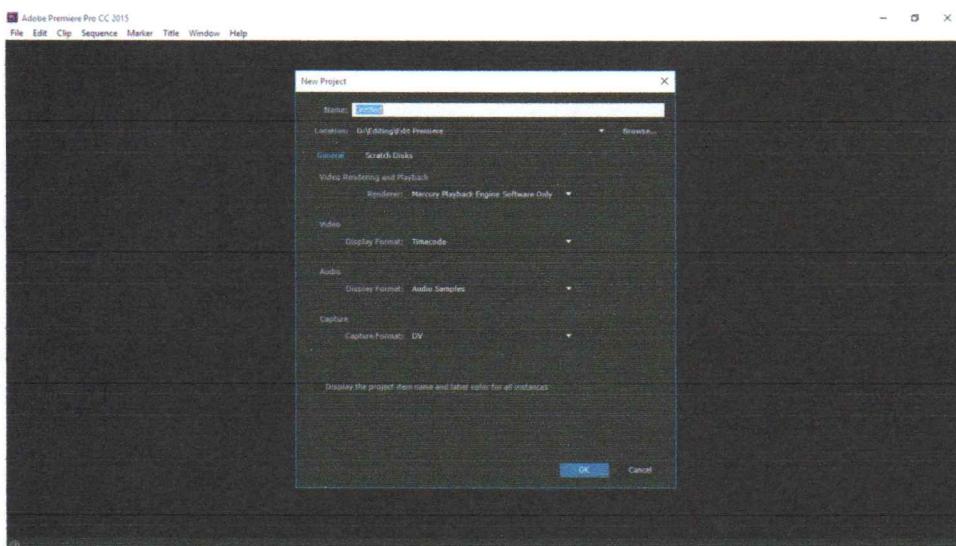 Adobe Premiere Pro CC 2015
File Edit Clip Sequence Marker Title Window Help
New Project
Name: Untitled
Location: D:\Editing\Edit Premiere Browse...
General Scratch Disks
Video Rendering and Playback
Renderer: Mercury Playback Engine Software Only
Video
Display Format: Timecode
Audio
Display Format: Audio Samples
Capture
Capture Format: DV
Display the project item name and label color for all instances
OK Cancel